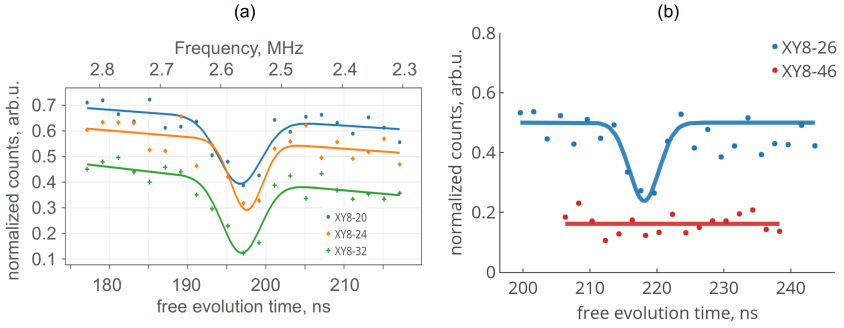 (a)
Frequency, MHz
2.8 2.7 2.6 2.5 2.4 2.3
normalized counts, arb.u.
0.7
0.6
0.5
0.4
0.3
0.2
0.1
XY8-20
XY8-24
XY8-32
180 190 200 210
free evolution time, ns
(b)
normalized counts, arb.u.
0.8
0.6
0.4
0.2
0
XY8-26
XY8-46
200 210 220 230 240
free evolution time, ns